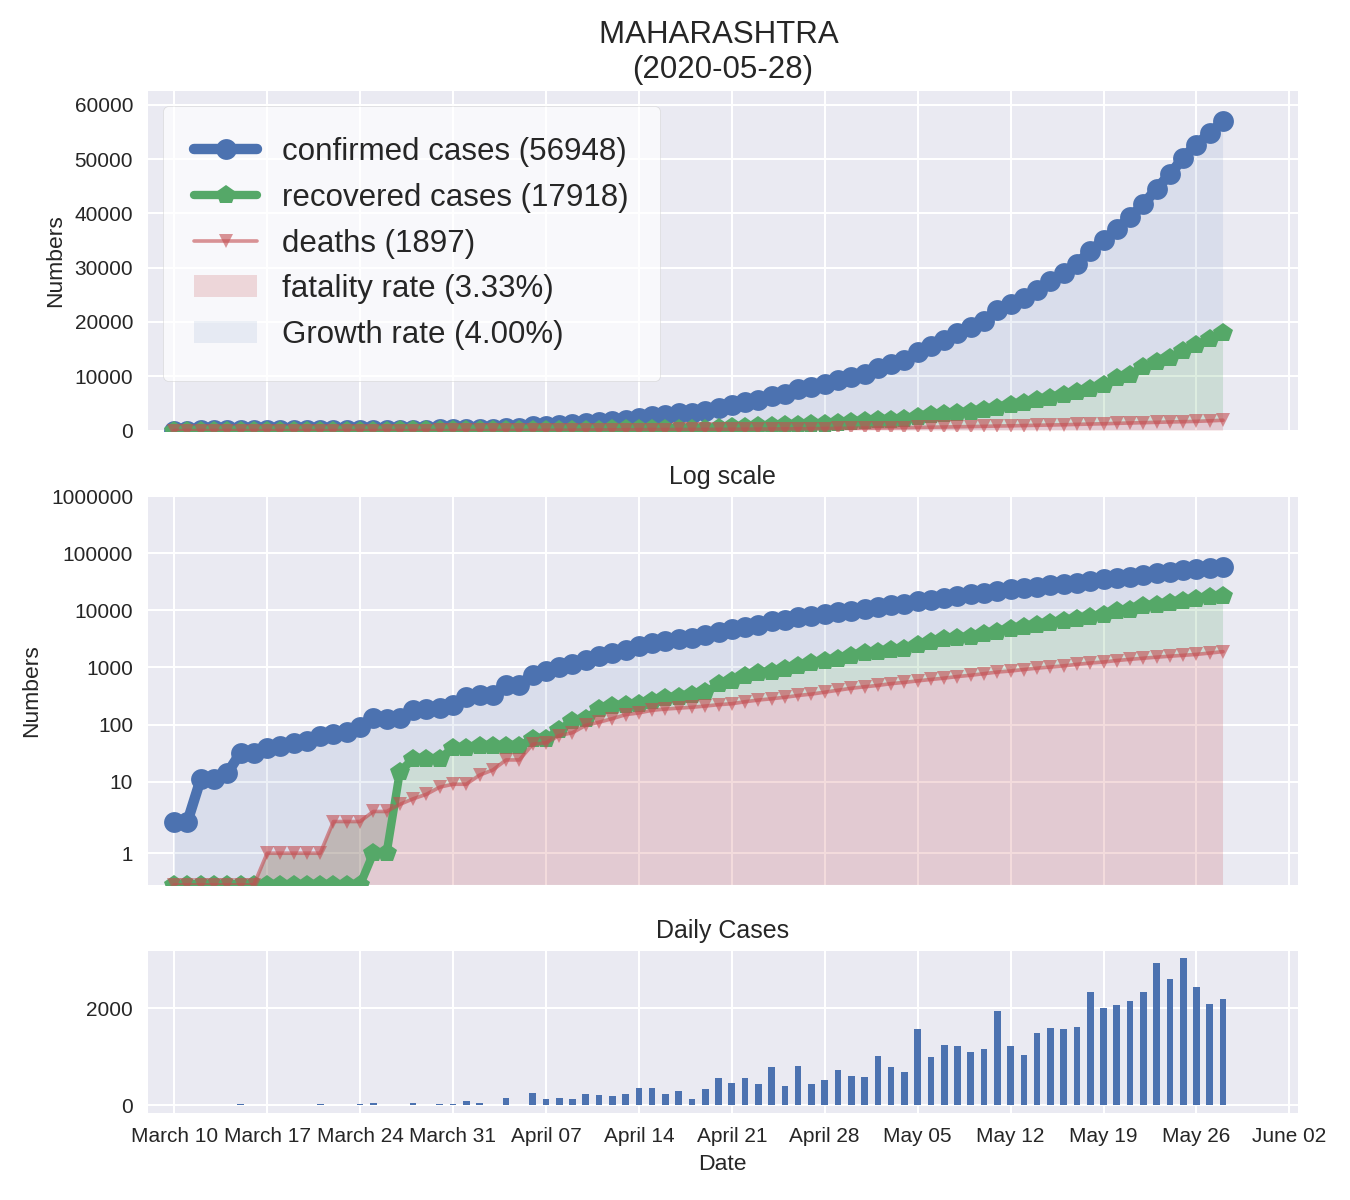 MAHARASHTRA
(2020-05-28)
60000
50000
40000
30000
20000
10000
0
Numbers
confirmed cases (56948)
recovered cases (17918)
deaths (1897)
fatality rate (3.33%)
Growth rate (4.00%)
Log scale
1000000
100000
10000
1000
100
10
1
Numbers
Daily Cases
2000
0
March 10 March 17 March 24 March 31 April 07 April 14 April 21 April 28 May 05 May 12 May 19 May 26 June 02
Date